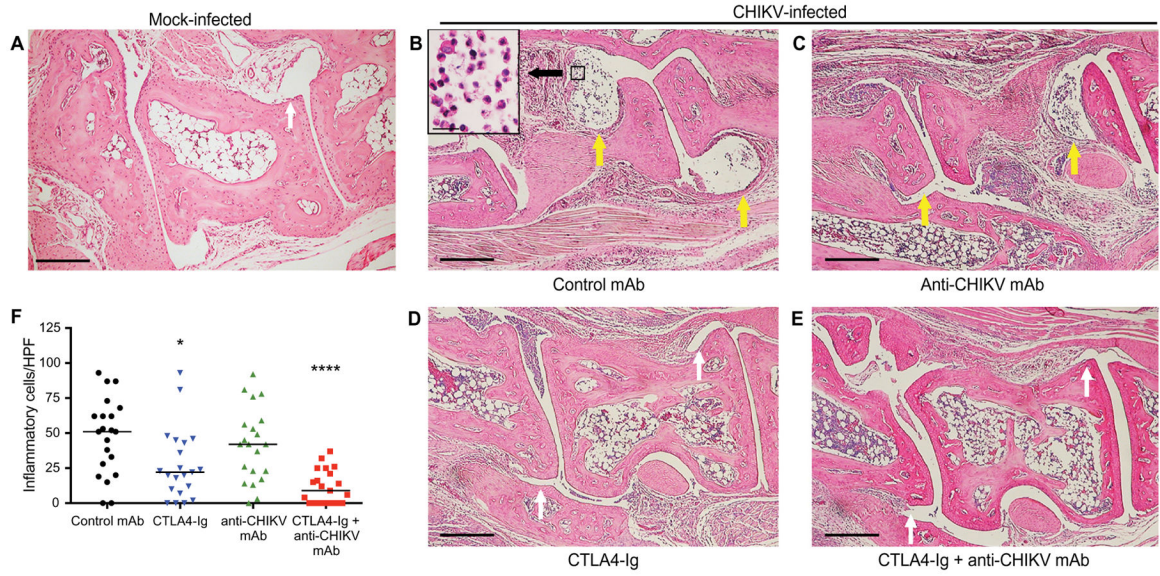 Mock-infected
CHIKV-infected
A
B
C
Control mAb
Anti-CHIKV mAb
F
D
E
125
100
75
50
25
0
Inflammatory cells/HPF
*
****
Control mAb
CTLA4-Ig
anti-CHIKV
mAb
CTLA4-Ig +
anti-CHIKV
mAb
CTLA4-Ig
CTLA4-Ig + anti-CHIKV mAb